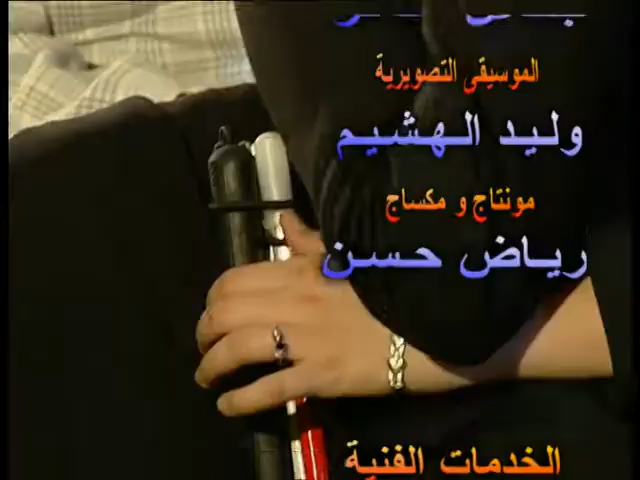 الموسيقى التصويرية
وليد الهشيم
مونتاج و مكساج
رياض حسن
الخدمات الفنية